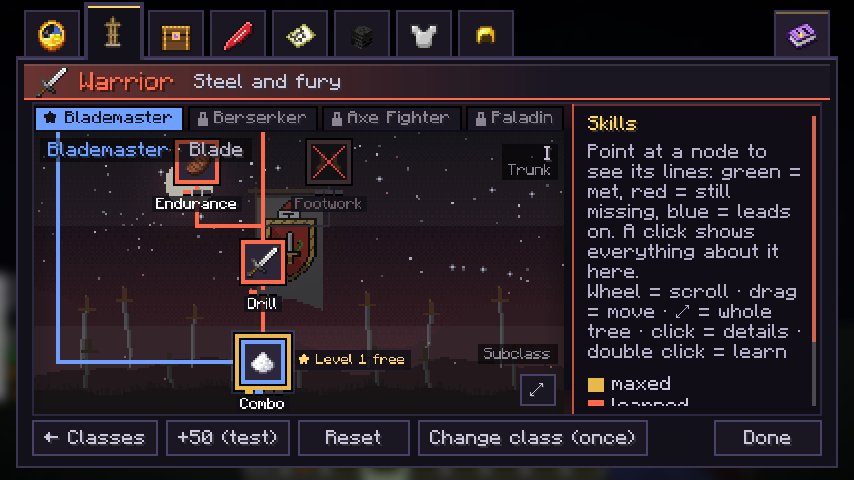 Warrior Steel and fury
Blademaster Berserker Axe Fighter Paladin
Blademaster · Blade
I
Trunk
Endurance
Footwork
Drill
Level 1 free
Subclass
Combo
Skills
Point at a node to
see its lines: green =
met, red = still
missing, blue = leads
on. A click shows
everything about it
here.
Wheel = scroll · drag
= move · ⤢ = whole
tree · click = details ·
double click = learn
maxed
learned
← Classes +50 (test) Reset Change class (once) Done